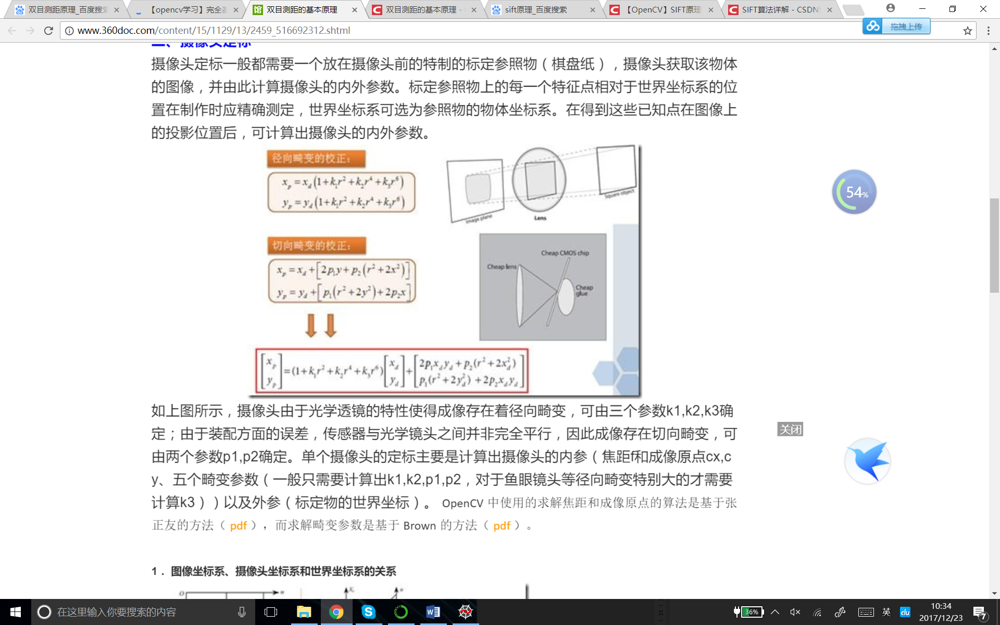 双目测距原理_百度搜索
【opencv学习】完全
双目测距的基本原理
双目测距的基本原理 -
sift原理_百度搜索
【OpenCV】SIFT原理
SIFT算法详解 - CSDN
www.360doc.com/content/15/1129/13/2459_516692312.shtml
拖拽上传
二、摄像头定标
摄像头定标一般都需要一个放在摄像头前的特制的标定参照物（棋盘纸），摄像头获取该物体
的图像，并由此计算摄像头的内外参数。标定参照物上的每一个特征点相对于世界坐标系的位
置在制作时应精确测定，世界坐标系可选为参照物的物体坐标系。在得到这些已知点在图像上
的投影位置后，可计算出摄像头的内外参数。
径向畸变的校正：
x_p = x_d(1+k_1r^2+k_2r^4+k_3r^6)
y_p = y_d(1+k_1r^2+k_2r^4+k_3r^6)
Image plane
Lens
Square object
切向畸变的校正：
x_p = x_d+[2p_1y+p_2(r^2+2x^2)]
y_p = y_d+[p_1(r^2+2y^2)+2p_2x]
Cheap CMOS chip
Cheap lens
Cheap
glue
[x_p y_p] = (1+k_1r^2+k_2r^4+k_3r^6)[x_d y_d]+[2p_1x_dy_d+p_2(r^2+2x_d^2) p_1(r^2+2y_d^2)+2p_2x_dy_d]
如上图所示，摄像头由于光学透镜的特性使得成像存在着径向畸变，可由三个参数k1,k2,k3确
定；由于装配方面的误差，传感器与光学镜头之间并非完全平行，因此成像存在切向畸变，可
由两个参数p1,p2确定。单个摄像头的定标主要是计算出摄像头的内参（焦距f和成像原点cx,c
y、五个畸变参数（一般只需要计算出k1,k2,p1,p2，对于鱼眼镜头等径向畸变特别大的才需要
计算k3））以及外参（标定物的世界坐标）。 OpenCV 中使用的求解焦距和成像原点的算法是基于张
正友的方法（ pdf ），而求解畸变参数是基于 Brown 的方法（ pdf ）。
1． 图像坐标系、摄像头坐标系和世界坐标系的关系
O
u
54%
关闭
在这里输入你要搜索的内容
36%
英
du
10:34
2017/12/23
7